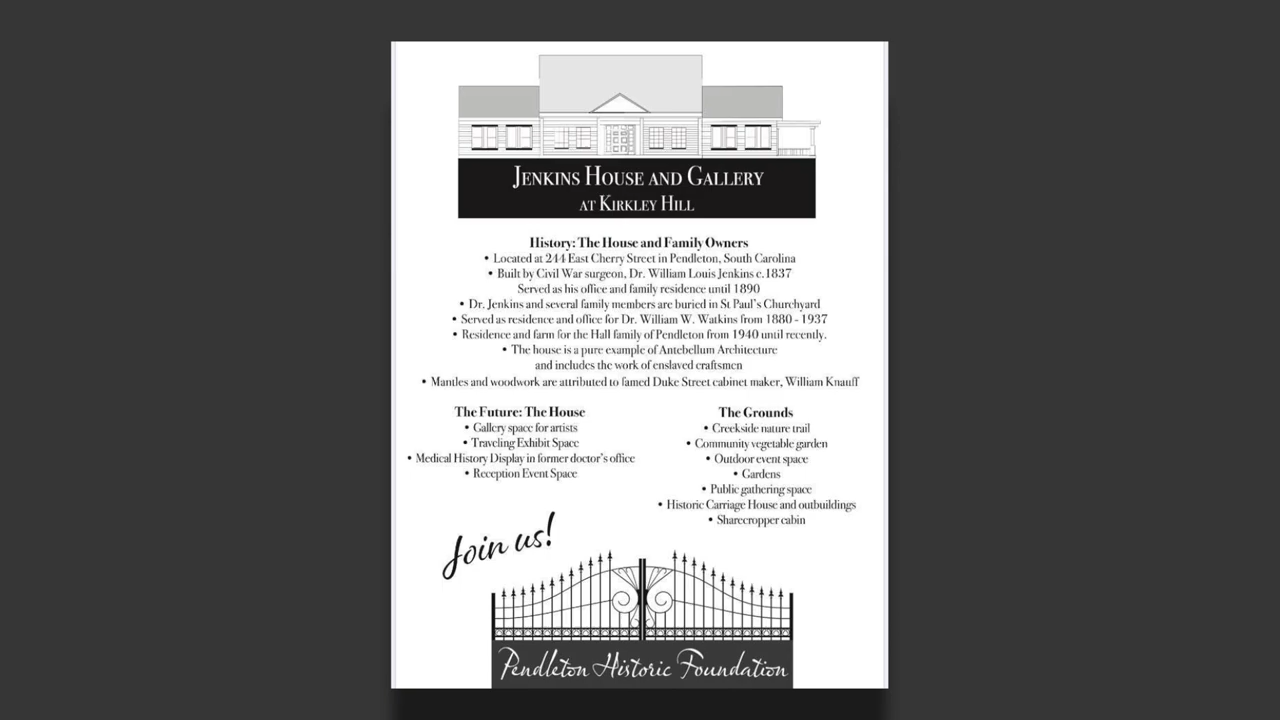 JENKINS HOUSE AND GALLERY
AT KIRKLEY HILL
History: The House and Family Owners
• Located at 244 East Cherry Street in Pendleton, South Carolina
• Built by Civil War surgeon, Dr. William Louis Jenkins c.1837
Served as his office and family residence until 1890
• Dr. Jenkins and several family members are buried in St Paul's Churchyard
• Served as residence and office for Dr. William W. Watkins from 1880 - 1937
• Residence and farm for the Hall family of Pendleton from 1940 until recently.
• The house is a pure example of Antebellum Architecture
and includes the work of enslaved craftsmen
• Mantles and woodwork are attributed to famed Duke Street cabinet maker, William Knauff
The Future: The House
• Gallery space for artists
• Traveling Exhibit Space
• Medical History Display in former doctor's office
• Reception Event Space
The Grounds
• Creekside nature trail
• Community vegetable garden
• Outdoor event space
• Gardens
• Public gathering space
• Historic Carriage House and outbuildings
• Sharecropper cabin
Join us!
Pendleton Historic Foundation